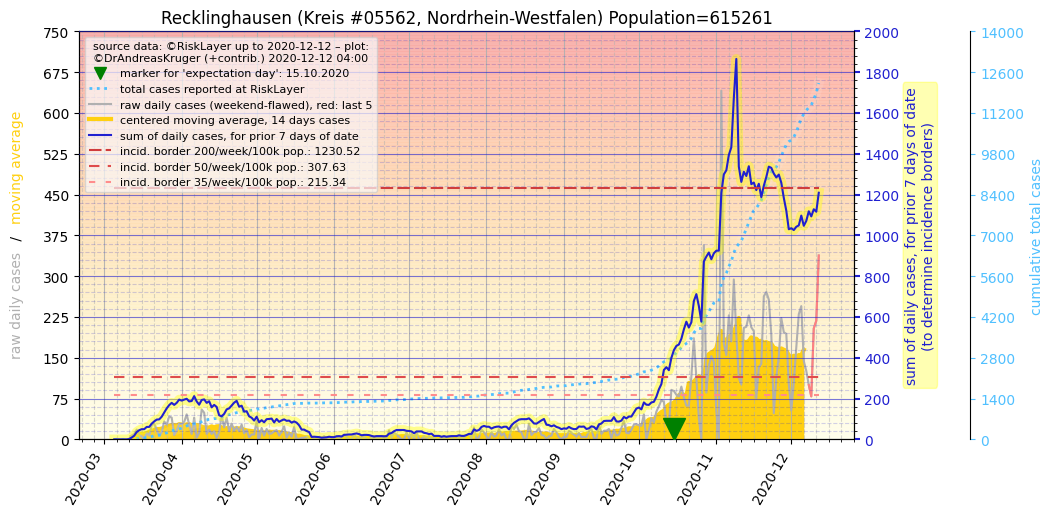 Recklinghausen (Kreis #05562, Nordrhein-Westfalen) Population=615261
source data: ©RiskLayer up to 2020-12-12 – plot:
©DrAndreasKruger (+contrib.) 2020-12-12 04:00
marker for 'expectation day': 15.10.2020
total cases reported at RiskLayer
raw daily cases (weekend-flawed), red: last 5
centered moving average, 14 days cases
sum of daily cases, for prior 7 days of date
incid. border 200/week/100k pop.: 1230.52
incid. border 50/week/100k pop.: 307.63
incid. border 35/week/100k pop.: 215.34
raw daily cases / moving average
750
675
600
525
450
375
300
225
150
75
0
2020-03
2020-04
2020-05
2020-06
2020-07
2020-08
2020-09
2020-10
2020-11
2020-12
2000
1800
1600
1400
1200
1000
800
600
400
200
0
sum of daily cases, for prior 7 days of date
(to determine incidence borders)
14000
12600
11200
9800
8400
7000
5600
4200
2800
1400
0
cumulative total cases